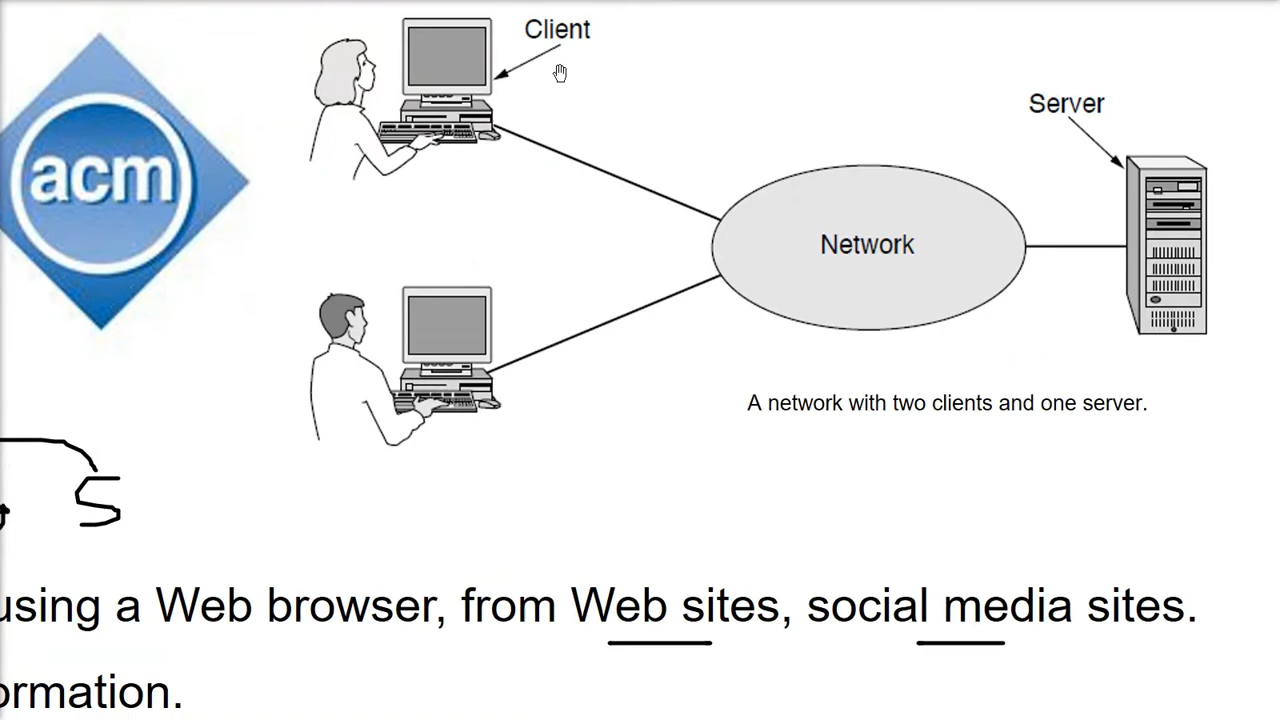 Client
Server
acm
Network
A network with two clients and one server.
S
using a Web browser, from Web sites, social media sites.
ormation.